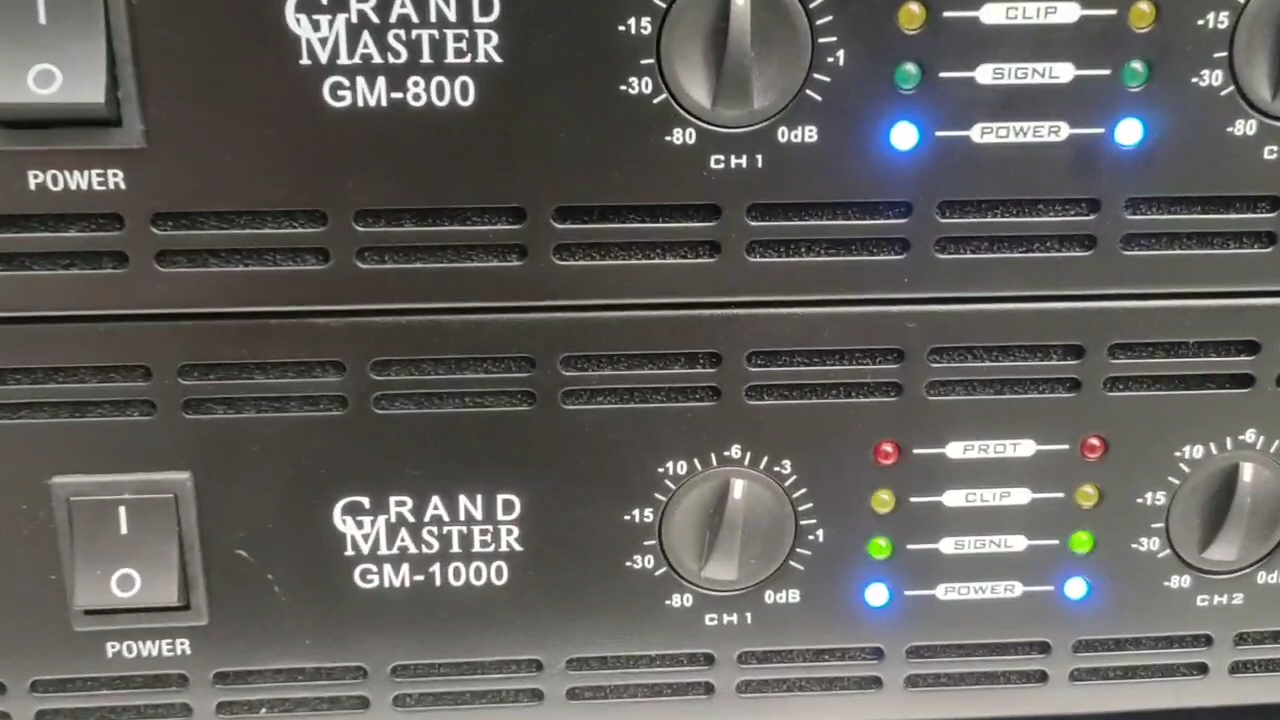 GRAND
MASTER
GM-800
POWER
-15
-30
-80
0dB
-1
CH1
CLIP
SIGNL
POWER
-15
-30
-80
POWER
GRAND
MASTER
GM-1000
-10
-6
-3
-15
-1
-30
-80
0dB
CH1
PROT
CLIP
SIGNL
POWER
-10
-6
-15
-30
-80
CH2